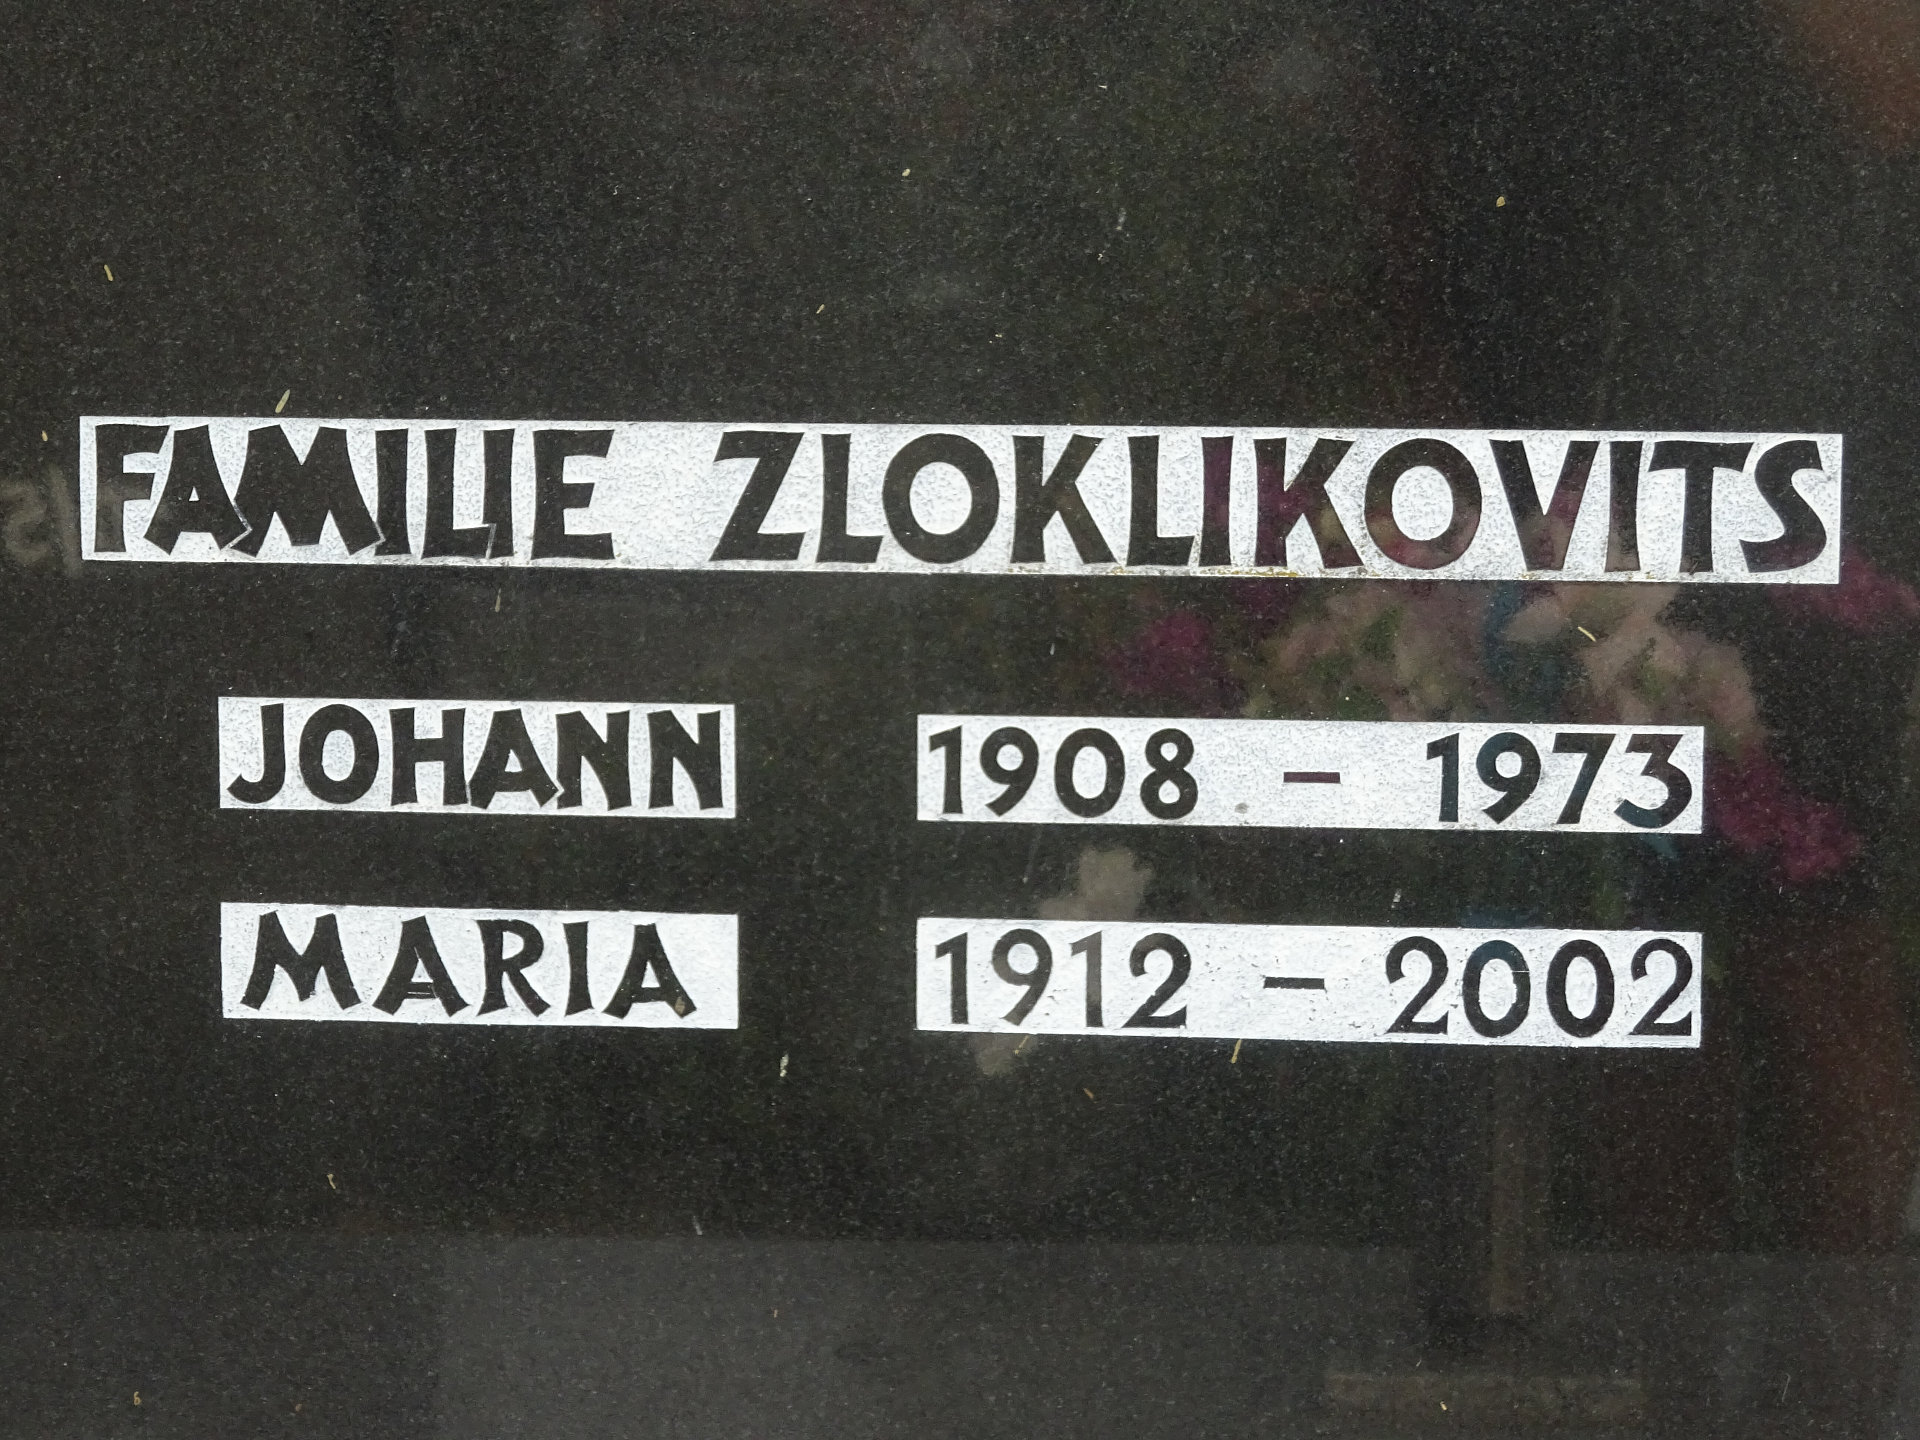 FAMILIE ZLOKLIKOVITS
JOHANN 1908 - 1973
MARIA 1912 - 2002